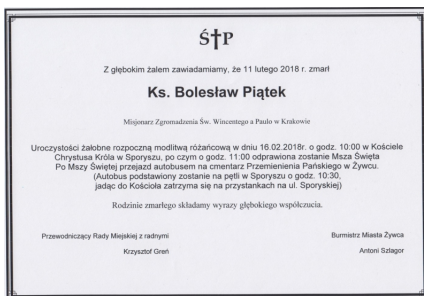 Ś†P
Z głębokim żalem zawiadamiamy, że 11 lutego 2018 r. zmarł
Ks. Bolesław Piątek
Misjonarz Zgromadzenia Św. Wincentego a Paulo w Krakowie
Uroczystości żałobne rozpoczną modlitwą różańcową w dniu 16.02.2018r. o godz. 10:00 w Kościele
Chrystusa Króla w Sporyszu, po czym o godz. 11:00 odprawiona zostanie Msza Święta
Po Mszy Świętej przejazd autobusem na cmentarz Przemienienia Pańskiego w Żywcu.
(Autobus podstawiony zostanie na pętli w Sporyszu o godz. 10:30,
jadąc do Kościoła zatrzyma się na przystankach na ul. Sporyskiej)
Rodzinie zmarłego składamy wyrazy głębokiego współczucia.
Przewodniczący Rady Miejskiej z radnymi
Krzysztof Greń
Burmistrz Miasta Żywca
Antoni Szlagor